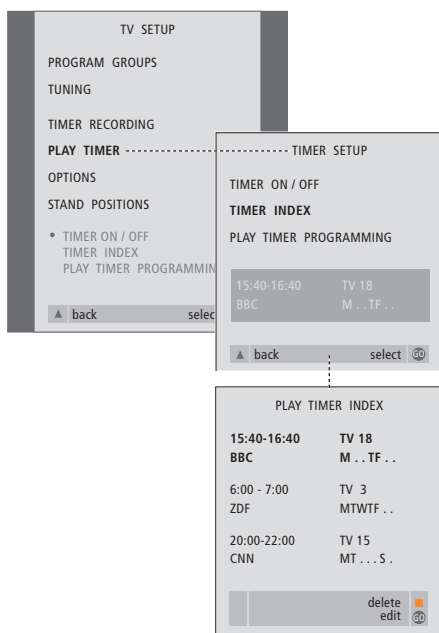 TV SETUP
PROGRAM GROUPS
TUNING
TIMER RECORDING
PLAY TIMER
OPTIONS
STAND POSITIONS
• TIMER ON / OFF
TIMER INDEX
PLAY TIMER PROGRAMMIN
▲ back selec
TIMER SETUP
TIMER ON / OFF
TIMER INDEX
PLAY TIMER PROGRAMMING
15:40-16:40 TV 18
BBC M . . TF . .
▲ back select GO
PLAY TIMER INDEX
15:40-16:40 TV 18
BBC M . . TF . .
6:00 - 7:00 TV 3
ZDF MTWTF . .
20:00-22:00 TV 15
CNN MT . . . S .
delete
edit GO